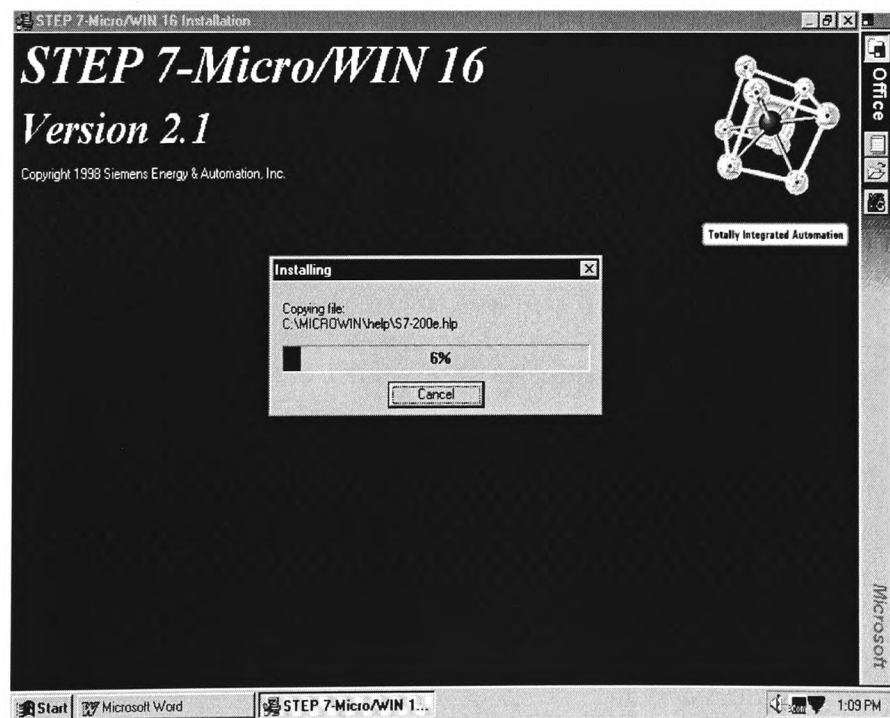 STEP 7-Micro/WIN 16 Installation
STEP 7-Micro/WIN 16
Version 2.1
Copyright 1998 Siemens Energy & Automation, Inc.
Totally Integrated Automation
Installing
Copying file:
C:\MICROWIN\help\S7-200e.hlp
6%
Cancel
Office
Microsoft
Start
Microsoft Word
STEP 7-Micro/WIN 1...
1:09 PM